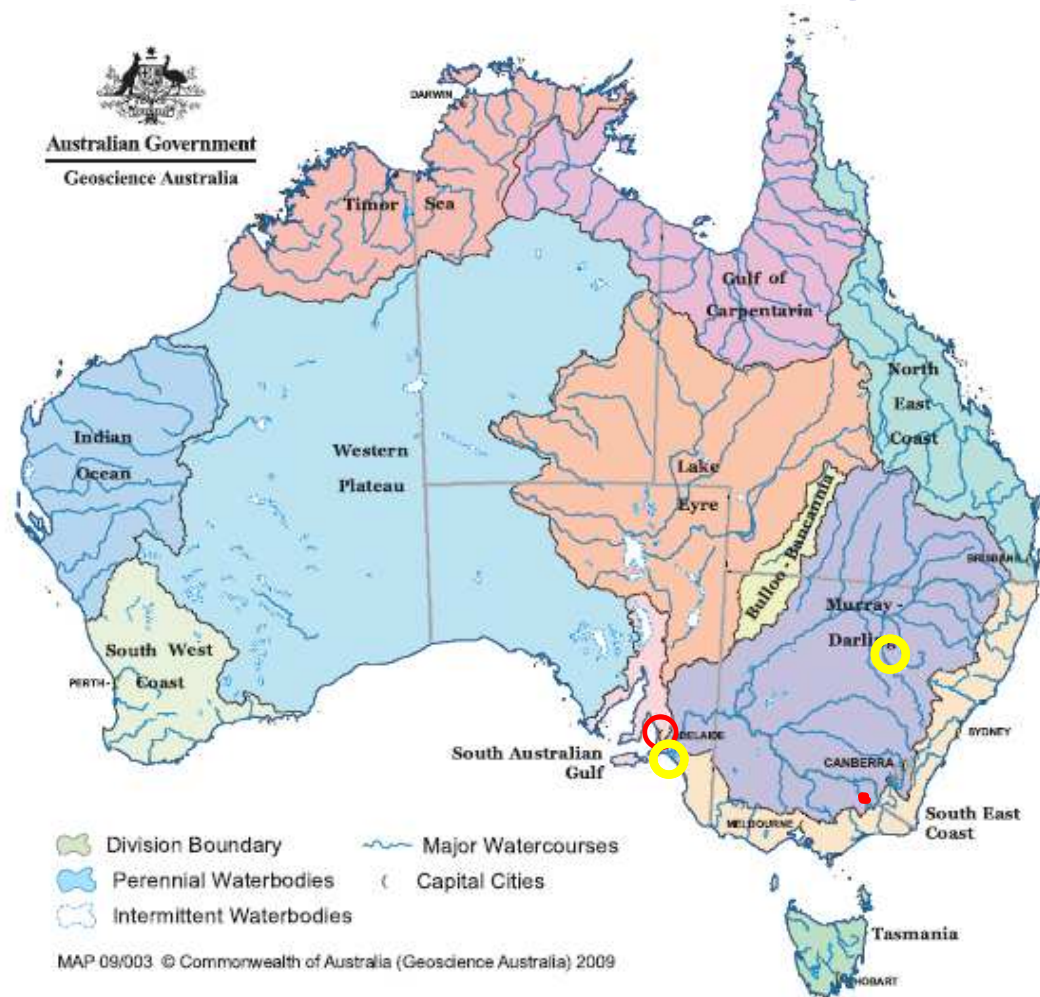 Australian Government
Geoscience Australia
DARWIN
Timor Sea
Gulf of
Carpentaria
North
East
Coast
Indian
Ocean
Western
Plateau
Lake
Eyre
Bulloo - Bancannia
BRISBANE
Murray -
Darling
South West
Coast
PERTH
ADELAIDE
SYDNEY
South Australian
Gulf
CANBERRA
MELBOURNE
South East
Coast
Division Boundary
Major Watercourses
Perennial Waterbodies
Capital Cities
Intermittent Waterbodies
Tasmania
MAP 09/003 © Commonwealth of Australia (Geoscience Australia) 2009
HOBART